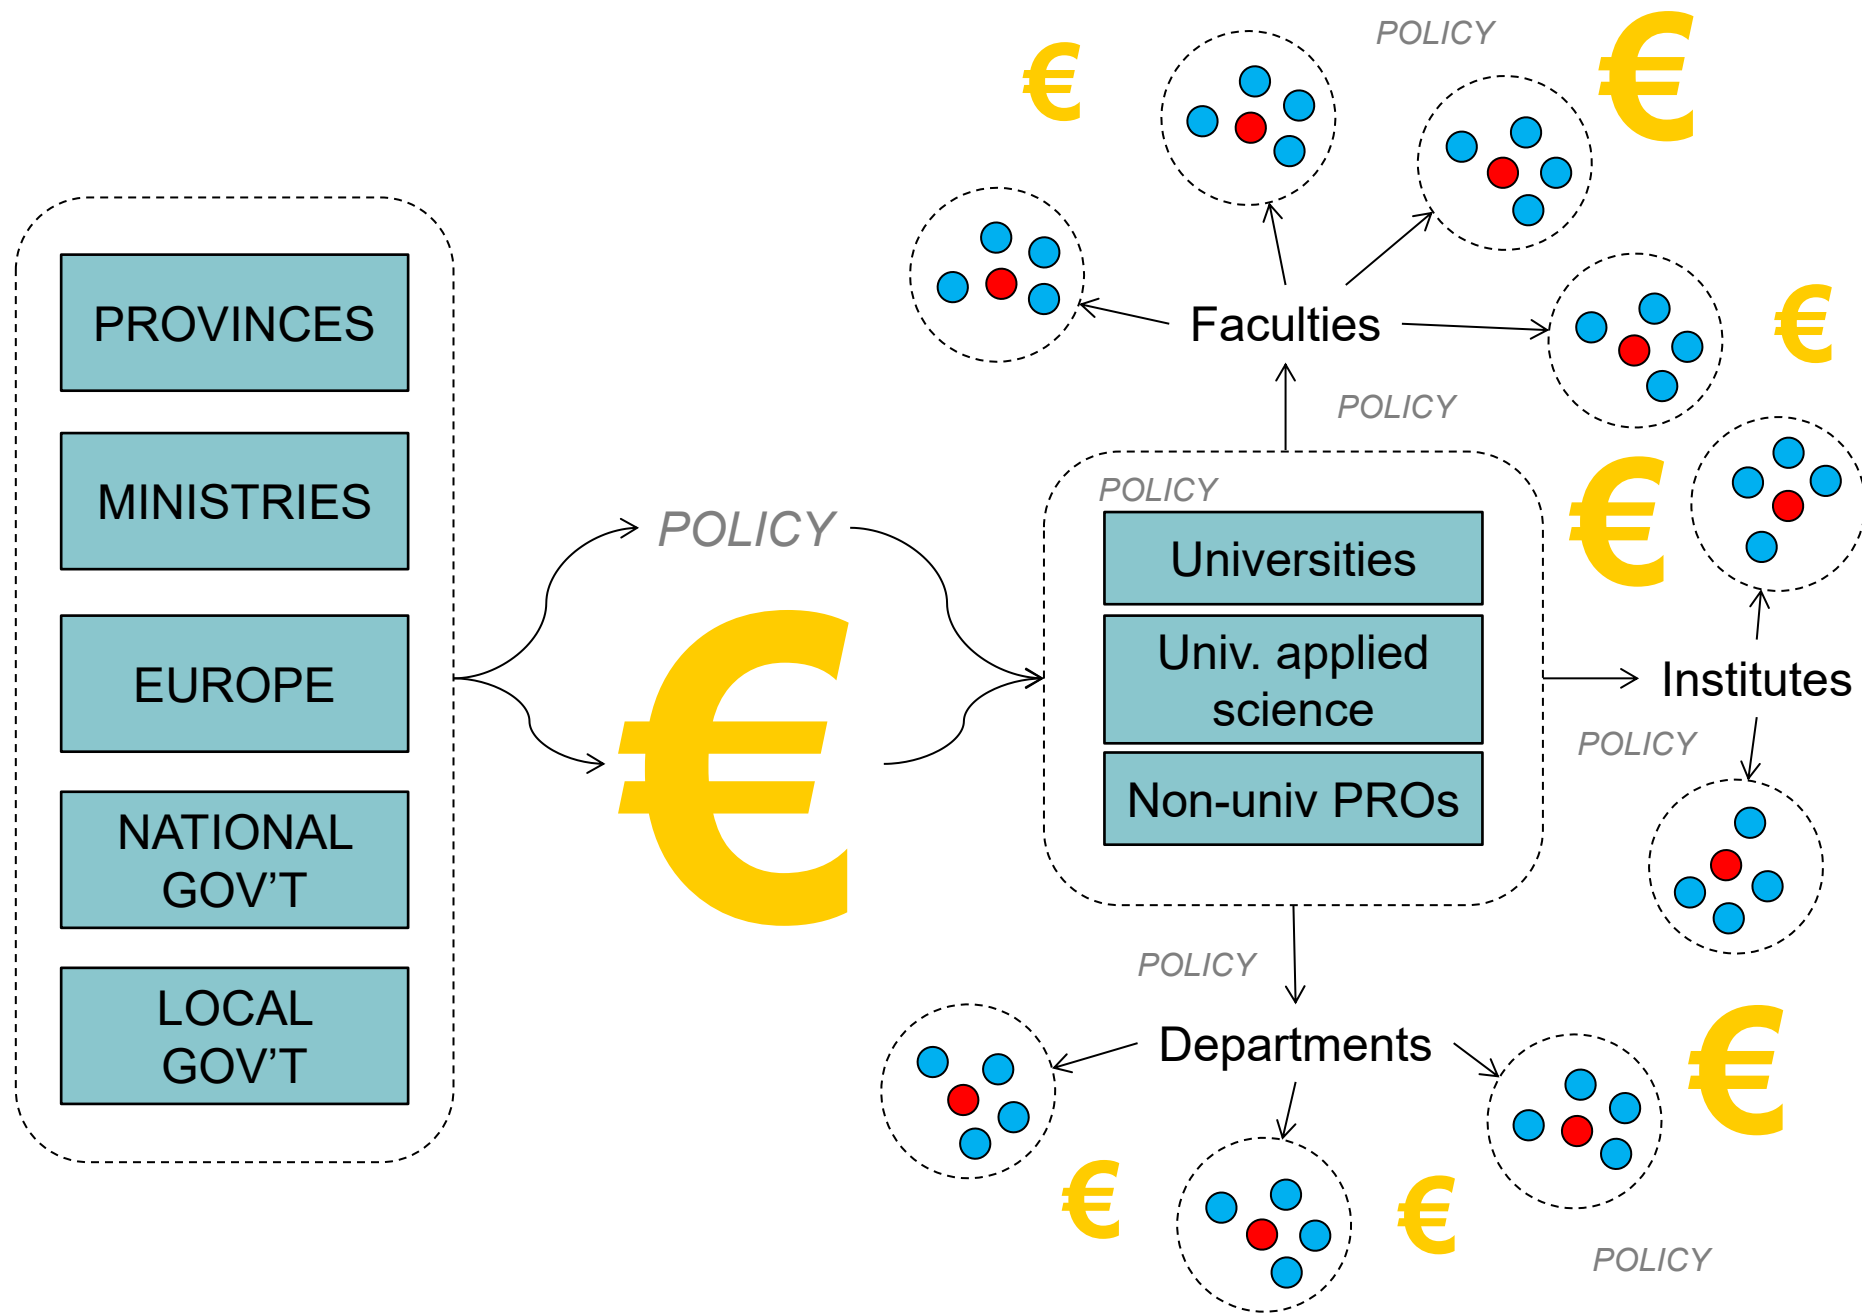 PROVINCES
MINISTRIES
EUROPE
NATIONAL
GOV’T
LOCAL
GOV’T
POLICY
€
POLICY
Universities
Univ. applied
science
Non-univ PROs
€
POLICY
€
Faculties
€
POLICY
€
Institutes
POLICY
POLICY
Departments
€
€
€
POLICY